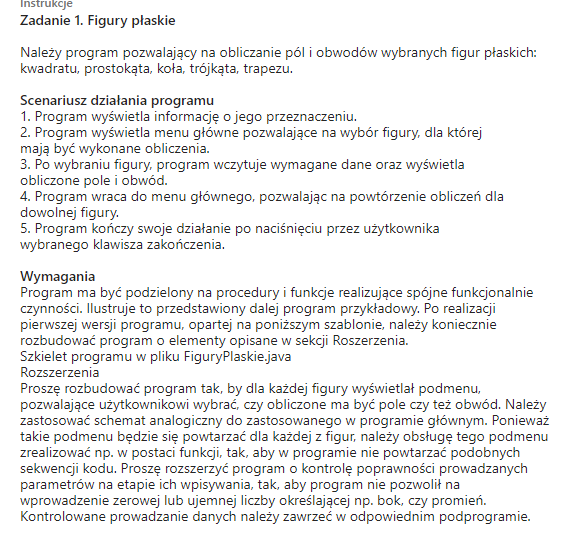 Instrukcje
Zadanie 1. Figury płaskie
Należy program pozwalający na obliczanie pól i obwodów wybranych figur płaskich:
kwadratu, prostokąta, koła, trójkąta, trapezu.
Scenariusz działania programu
1. Program wyświetla informację o jego przeznaczeniu.
2. Program wyświetla menu główne pozwalające na wybór figury, dla której
mają być wykonane obliczenia.
3. Po wybraniu figury, program wczytuje wymagane dane oraz wyświetla
obliczone pole i obwód.
4. Program wraca do menu głównego, pozwalając na powtórzenie obliczeń dla
dowolnej figury.
5. Program kończy swoje działanie po naciśnięciu przez użytkownika
wybranego klawisza zakończenia.
Wymagania
Program ma być podzielony na procedury i funkcje realizujące spójne funkcjonalnie
czynności. Ilustruje to przedstawiony dalej program przykładowy. Po realizacji
pierwszej wersji programu, opartej na poniższym szablonie, należy koniecznie
rozbudować program o elementy opisane w sekcji Roszerzenia.
Szkielet programu w pliku FiguryPlaskie.java
Rozszerzenia
Proszę rozbudować program tak, by dla każdej figury wyświetlał podmenu,
pozwalające użytkownikowi wybrać, czy obliczone ma być pole czy też obwód. Należy
zastosować schemat analogiczny do zastosowanego w programie głównym. Ponieważ
takie podmenu będzie się powtarzać dla każdej z figur, należy obsługę tego podmenu
zrealizować np. w postaci funkcji, tak, aby w programie nie powtarzać podobnych
sekwencji kodu. Proszę rozszerzyć program o kontrolę poprawności prowadzanych
parametrów na etapie ich wpisywania, tak, aby program nie pozwolił na
wprowadzenie zerowej lub ujemnej liczby określającej np. bok, czy promień.
Kontrolowane prowadzanie danych należy zawrzeć w odpowiednim podprogramie.